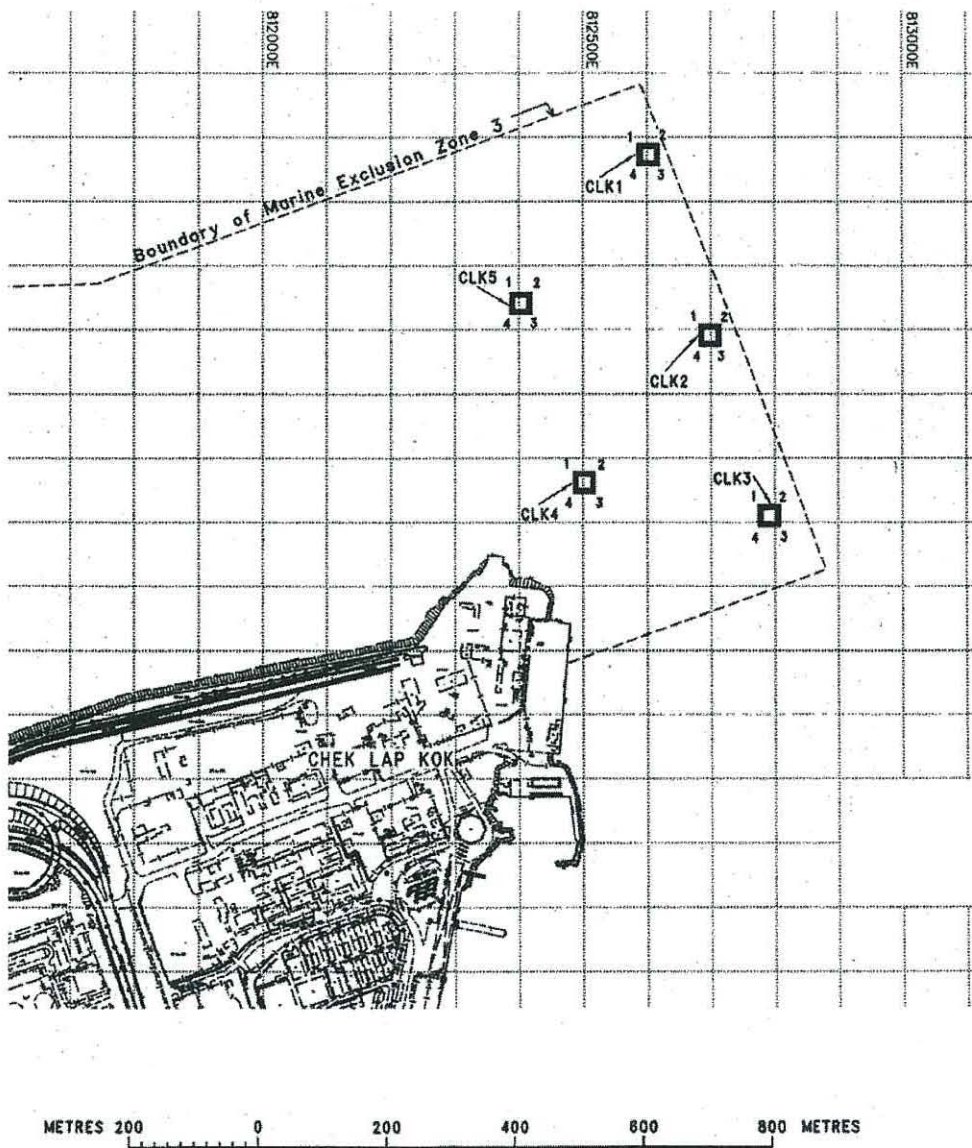 812000E
812500E
813000E
Boundary of Marine Exclusion Zone 3
1 2
4 3
CLK1
CLK5
1 2
4 3
1 2
4 3
CLK2
1 2
4 3
CLK4
CLK3
1 2
4 3
CHEK LAP KOK
METRES 200 0 200 400 600 800 METRES